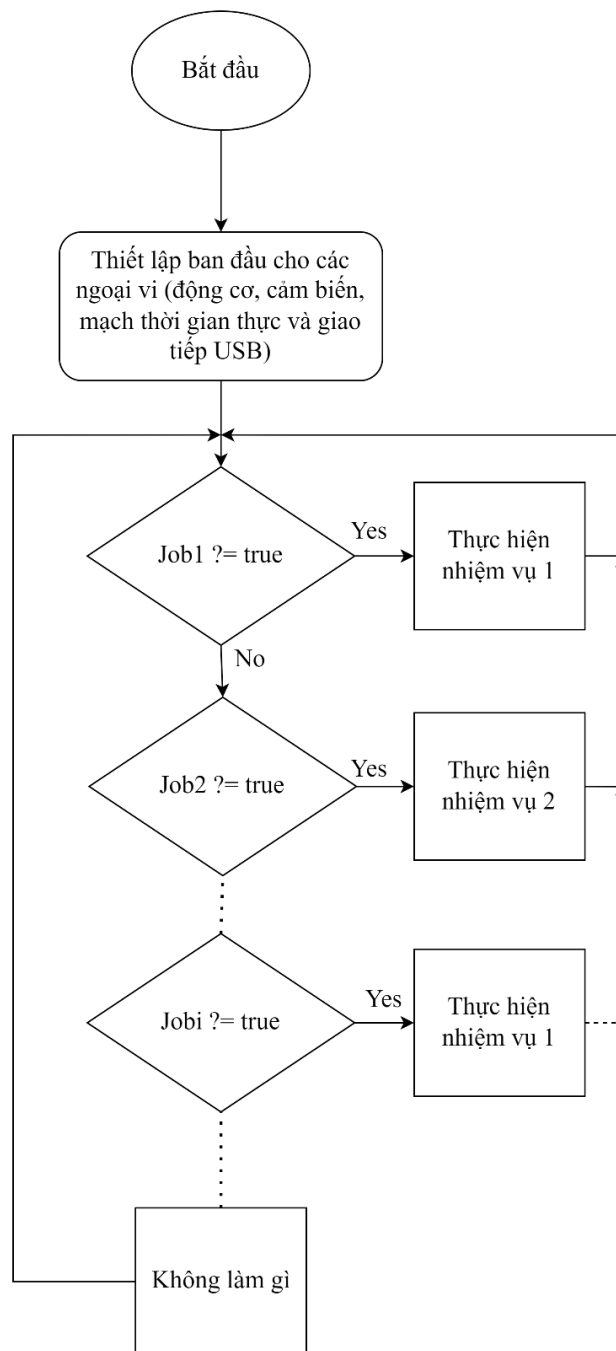 Bắt đầu
Thiết lập ban đầu cho các
ngoại vi (động cơ, cảm biến,
mạch thời gian thực và giao
tiếp USB)
Job1 ?= true
Yes
Thực hiện
nhiệm vụ 1
No
Job2 ?= true
Yes
Thực hiện
nhiệm vụ 2
Jobi ?= true
Yes
Thực hiện
nhiệm vụ 1
Không làm gì